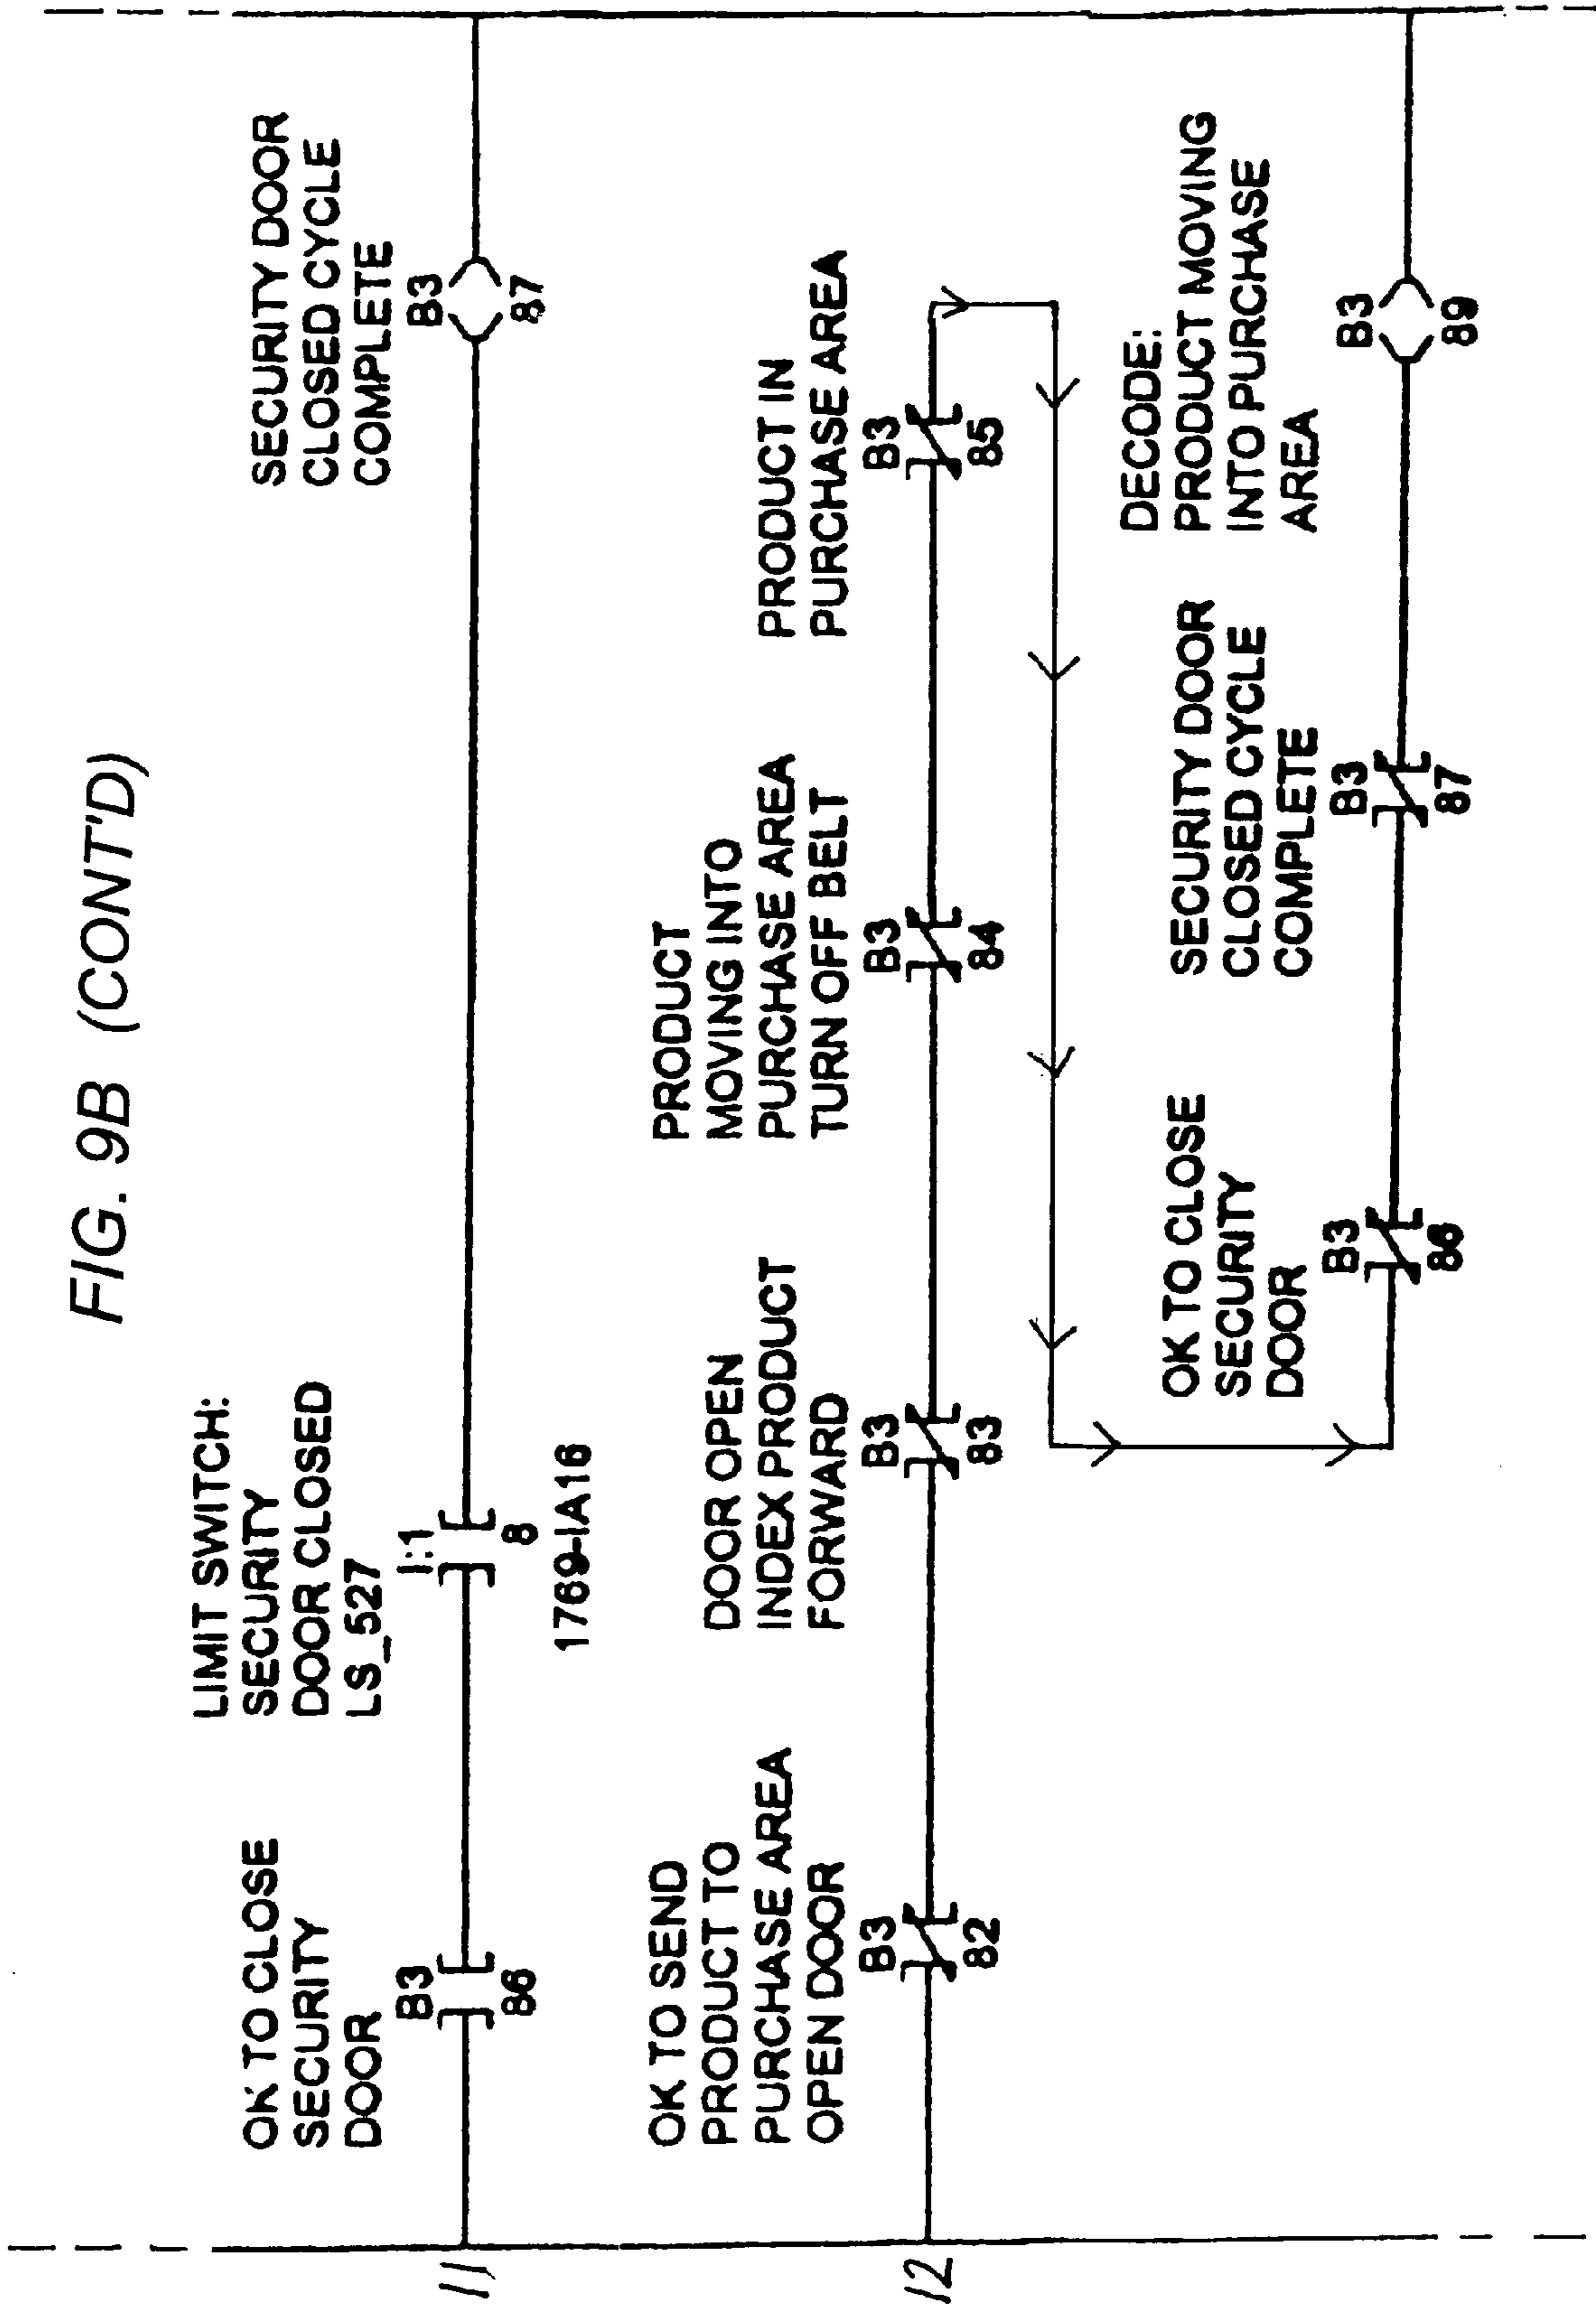 FIG. 9B (CONT'D)
OK TO CLOSE
SECURITY
DOOR
B3
86
LIMIT SWITCH:
SECURITY
DOOR CLOSED
LS_527
I:1
8
1769-IA16
SECURITY DOOR
CLOSED CYCLE
COMPLETE
B3
87
11
OK TO SEND
PRODUCT TO
PURCHASE AREA
OPEN DOOR
B3
82
DOOR OPEN
INDEX PRODUCT
FORWARD
B3
83
PRODUCT
MOVING INTO
PURCHASE AREA
TURN OFF BELT
B3
84
PRODUCT IN
PURCHASE AREA
B3
85
12
OK TO CLOSE
SECURITY
DOOR
B3
86
SECURITY DOOR
CLOSED CYCLE
COMPLETE
B3
87
DECODE:
PRODUCT MOVING
INTO PURCHASE
AREA
B3
89